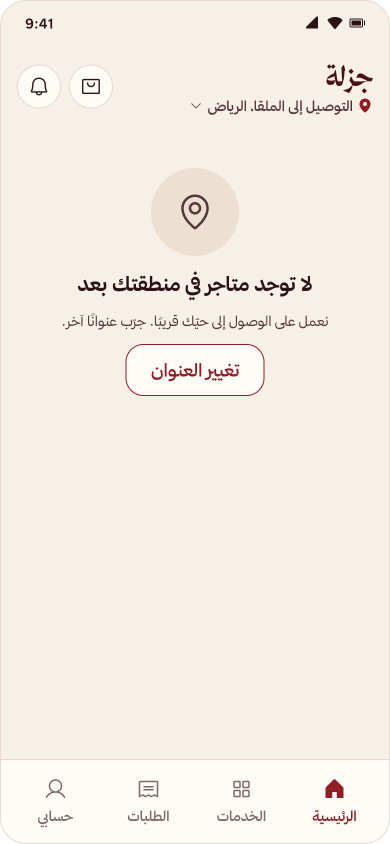 9:41
جزلة
التوصيل إلى الملقا، الرياض
لا توجد متاجر في منطقتك بعد
نعمل على الوصول إلى حيّك قريبًا. جرّب عنوانًا آخر.
تغيير العنوان
الرئيسية
الخدمات
الطلبات
حسابي